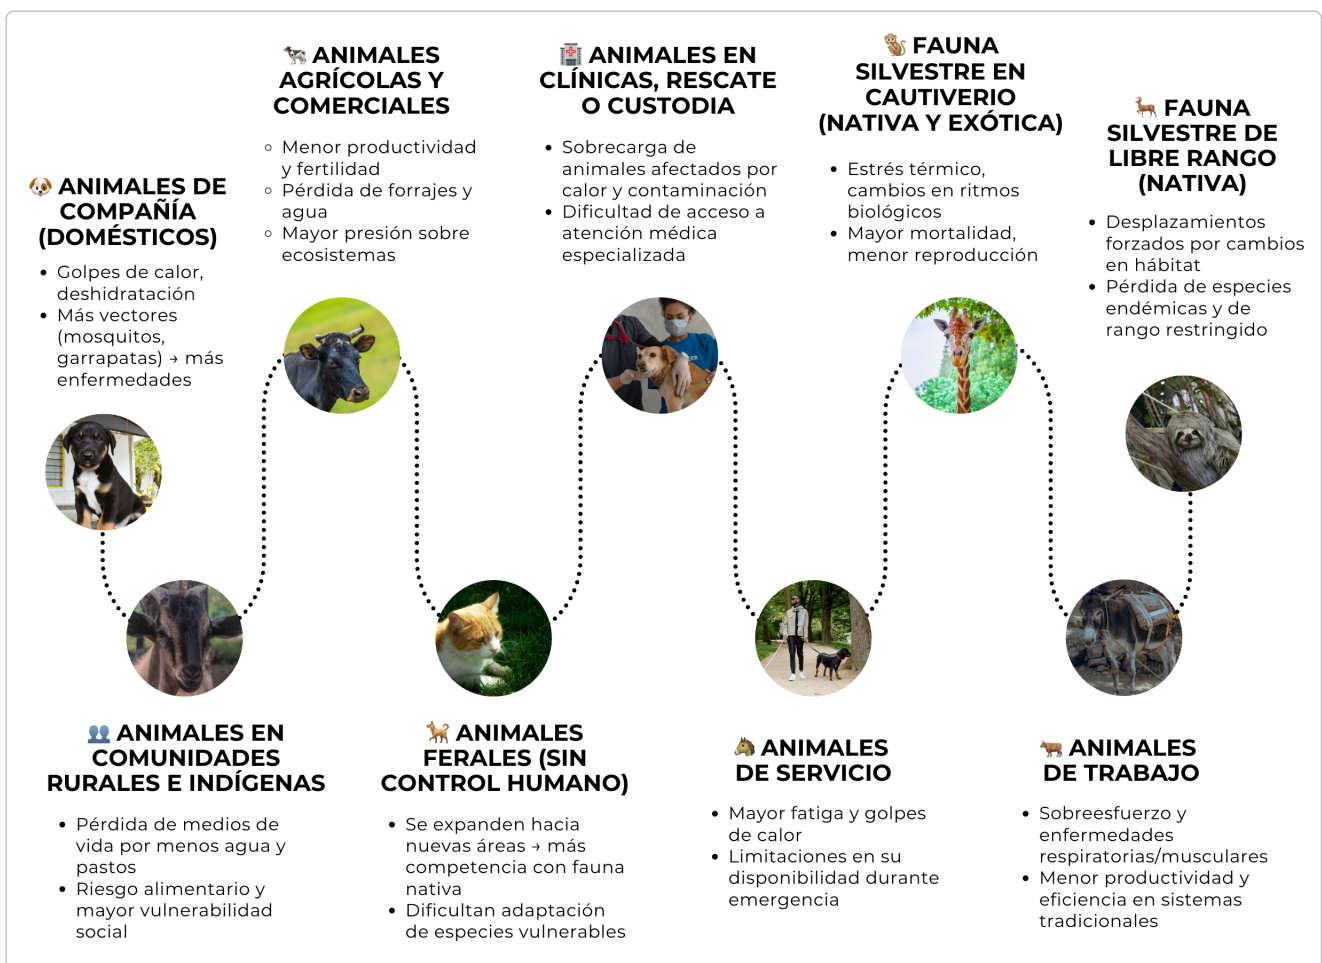 🐶 ANIMALES DE
COMPAÑÍA
(DOMÉSTICOS)
• Golpes de calor,
deshidratación
• Más vectores
(mosquitos,
garrapatas) → más
enfermedades
👥 ANIMALES EN
COMUNIDADES
RURALES E INDÍGENAS
• Pérdida de medios de
vida por menos agua y
pastos
• Riesgo alimentario y
mayor vulnerabilidad
social
🐄 ANIMALES
AGRÍCOLAS Y
COMERCIALES
◦ Menor productividad
y fertilidad
◦ Pérdida de forrajes y
agua
◦ Mayor presión sobre
ecosistemas
🐈 ANIMALES
FERALES (SIN
CONTROL HUMANO)
• Se expanden hacia
nuevas áreas → más
competencia con fauna
nativa
• Dificultan adaptación
de especies vulnerables
🏥 ANIMALES EN
CLÍNICAS, RESCATE
O CUSTODIA
• Sobrecarga de
animales afectados por
calor y contaminación
• Dificultad de acceso a
atención médica
especializada
🐴 ANIMALES
DE SERVICIO
• Mayor fatiga y golpes
de calor
• Limitaciones en su
disponibilidad durante
emergencia
🐒 FAUNA
SILVESTRE EN
CAUTIVERIO
(NATIVA Y EXÓTICA)
• Estrés térmico,
cambios en ritmos
biológicos
• Mayor mortalidad,
menor reproducción
🐂 ANIMALES
DE TRABAJO
• Sobreesfuerzo y
enfermedades
respiratorias/musculares
• Menor productividad y
eficiencia en sistemas
tradicionales
🦌 FAUNA
SILVESTRE DE
LIBRE RANGO
(NATIVA)
• Desplazamientos
forzados por cambios
en hábitat
• Pérdida de especies
endémicas y de
rango restringido